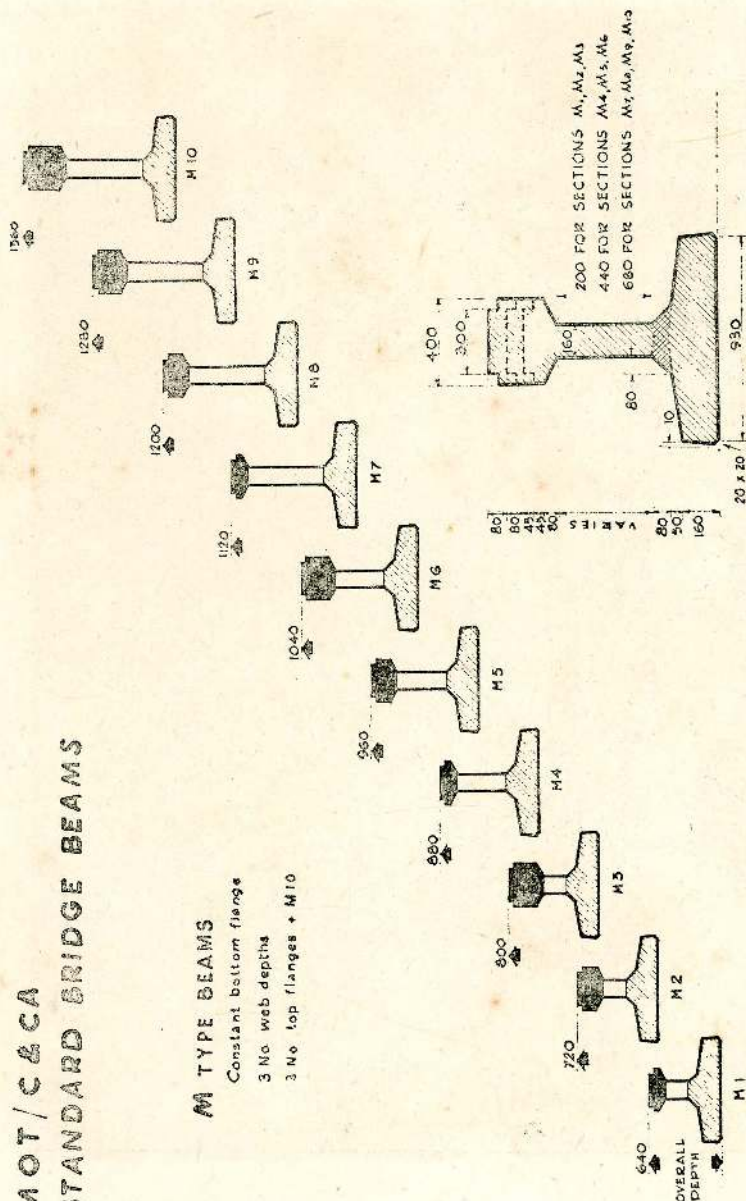 MOT/C&CA
STANDARD BRIDGE BEAMS
M TYPE BEAMS
Constant bottom flange
3 No web depths
3 No top flanges + M10
640
OVERALL
DEPTH
M1
720
M2
800
M3
880
M4
960
M5
1040
M6
1120
M7
1200
M8
1280
M9
1360
M10
400
300
160
80
10
200 FOR SECTIONS M1, M2, M3
440 FOR SECTIONS M4, M5, M6
680 FOR SECTIONS M7, M8, M9, M10
80
80
45
45
80
VARIES
80
50
160
20 x 20
930